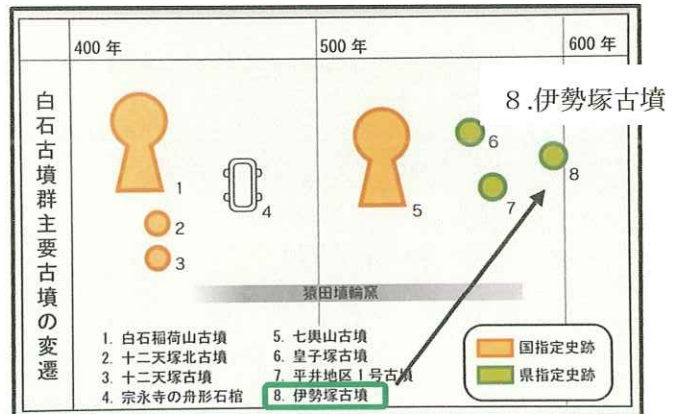 400年
500年
600年
白石古墳群主要古墳の変遷
8.伊勢塚古墳
1
2
3
4
5
6
7
8
猿田埴輪窯
1. 白石稲荷山古墳
2. 十二天塚北古墳
3. 十二天塚古墳
4. 宗永寺の舟形石棺
5. 七輿山古墳
6. 皇子塚古墳
7. 平井地区1号古墳
8. 伊勢塚古墳
国指定史跡
県指定史跡